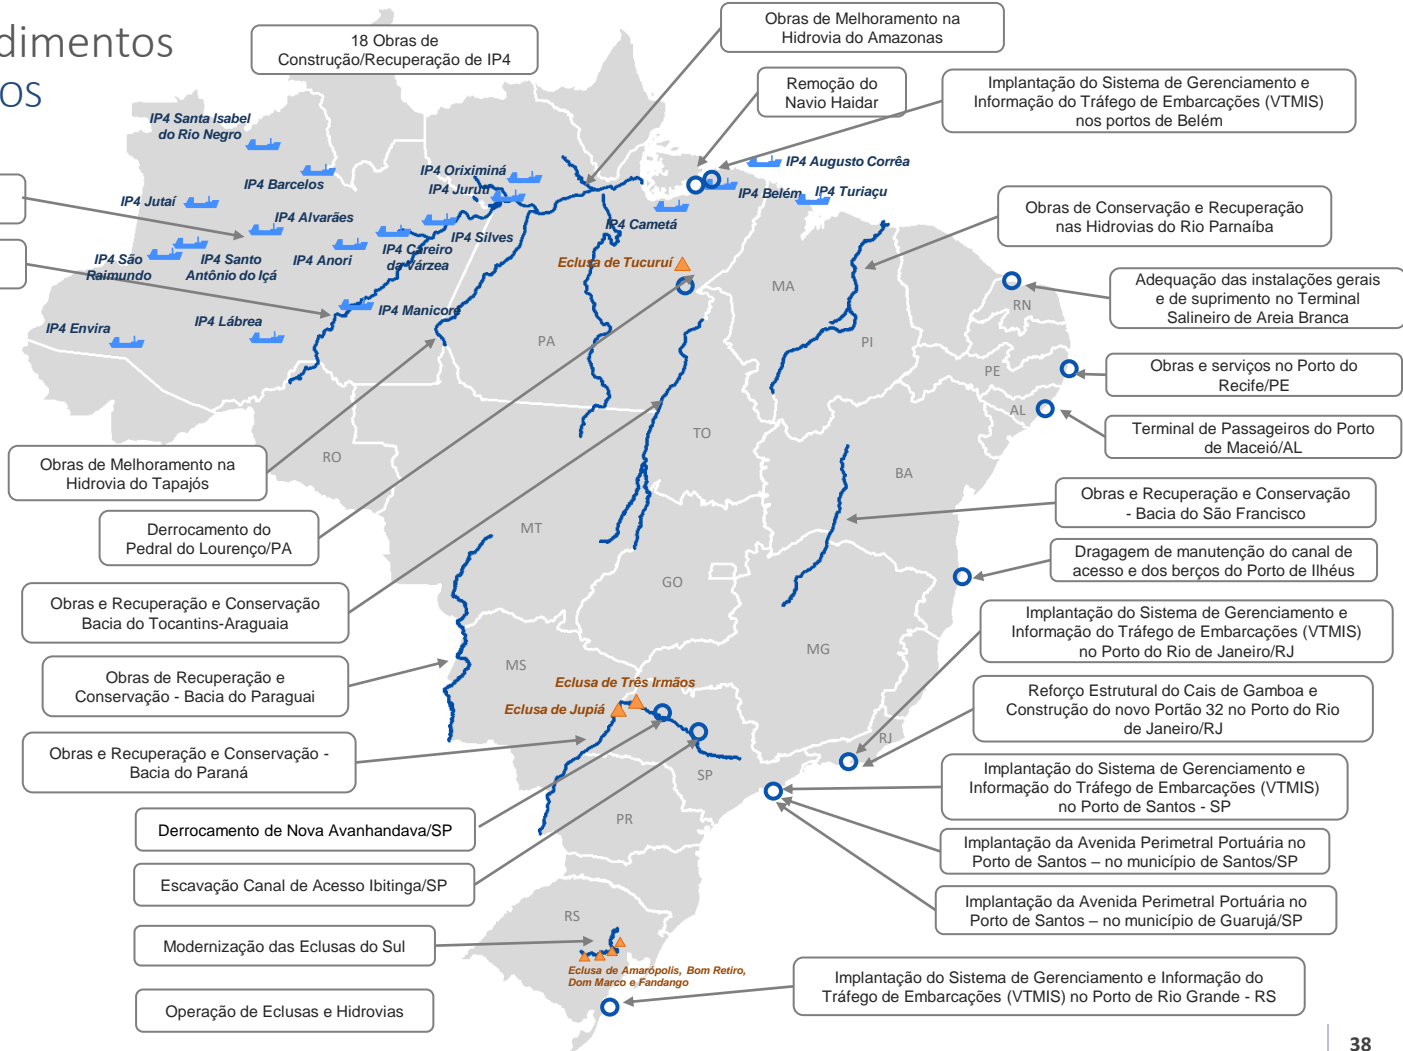 dimentos
os
18 Obras de
Construção/Recuperação de IP4
Obras de Melhoramento na
Hidrovia do Amazonas
Remoção do
Navio Haidar
Implantação do Sistema de Gerenciamento e
Informação do Tráfego de Embarcações (VTMIS)
nos portos de Belém
IP4 Santa Isabel
do Rio Negro
IP4 Barcelos
IP4 Oriximiná
IP4 Juruti
IP4 Augusto Corrêa
IP4 Belém
IP4 Turiaçu
IP4 Jutaí
IP4 Alvarães
IP4 Cametá
IP4 Silves
IP4 São
Raimundo
IP4 Santo
Antônio do Içá
IP4 Anori
IP4 Careiro
da Várzea
Eclusa de Tucuruí
Obras de Conservação e Recuperação
nas Hidrovias do Rio Parnaíba
IP4 Manicoré
IP4 Lábrea
IP4 Envira
MA
RN
PA
PI
PE
AL
TO
RO
BA
MT
GO
MG
MS
RJ
SP
PR
RS
Adequação das instalações gerais
e de suprimento no Terminal
Salineiro de Areia Branca
Obras e serviços no Porto do
Recife/PE
Terminal de Passageiros do Porto
de Maceió/AL
Obras de Melhoramento na
Hidrovia do Tapajós
Obras e Recuperação e Conservação
- Bacia do São Francisco
Derrocamento do
Pedral do Lourenço/PA
Dragagem de manutenção do canal de
acesso e dos berços do Porto de Ilhéus
Obras e Recuperação e Conservação
Bacia do Tocantins-Araguaia
Implantação do Sistema de Gerenciamento e
Informação do Tráfego de Embarcações (VTMIS)
no Porto do Rio de Janeiro/RJ
Obras de Recuperação e
Conservação - Bacia do Paraguai
Eclusa de Três Irmãos
Eclusa de Jupiá
Reforço Estrutural do Cais de Gamboa e
Construção do novo Portão 32 no Porto do Rio
de Janeiro/RJ
Obras e Recuperação e Conservação -
Bacia do Paraná
Implantação do Sistema de Gerenciamento e
Informação do Tráfego de Embarcações (VTMIS)
no Porto de Santos - SP
Derrocamento de Nova Avanhandava/SP
Implantação da Avenida Perimetral Portuária no
Porto de Santos – no município de Santos/SP
Escavação Canal de Acesso Ibitinga/SP
Implantação da Avenida Perimetral Portuária no
Porto de Santos – no município de Guarujá/SP
Modernização das Eclusas do Sul
Eclusa de Amarópolis, Bom Retiro,
Dom Marco e Fandango
Operação de Eclusas e Hidrovias
Implantação do Sistema de Gerenciamento e Informação do
Tráfego de Embarcações (VTMIS) no Porto de Rio Grande - RS
38